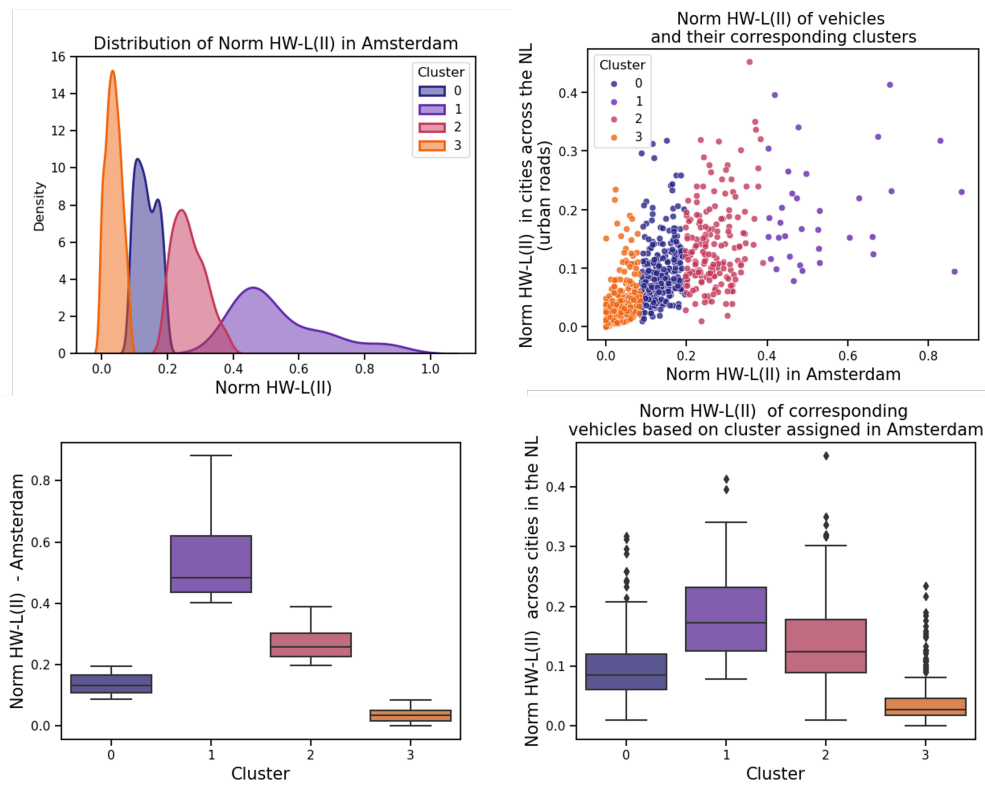 Distribution of Norm HW-L(II) in Amsterdam
Density
16
14
12
10
8
6
4
2
0
Cluster
0
1
2
3
0.0 0.2 0.4 0.6 0.8 1.0
Norm HW-L(II)
Norm HW-L(II) of vehicles
and their corresponding clusters
Norm HW-L(II) in cities across the NL
(urban roads)
0.4
0.3
0.2
0.1
0.0
Cluster
0
1
2
3
0.0 0.2 0.4 0.6 0.8
Norm HW-L(II) in Amsterdam
Norm HW-L(II) - Amsterdam
0.8
0.6
0.4
0.2
0.0
0 1 2 3
Cluster
Norm HW-L(II) of corresponding
vehicles based on cluster assigned in Amsterdam
Norm HW-L(II) across cities in the NL
0.4
0.3
0.2
0.1
0.0
0 1 2 3
Cluster